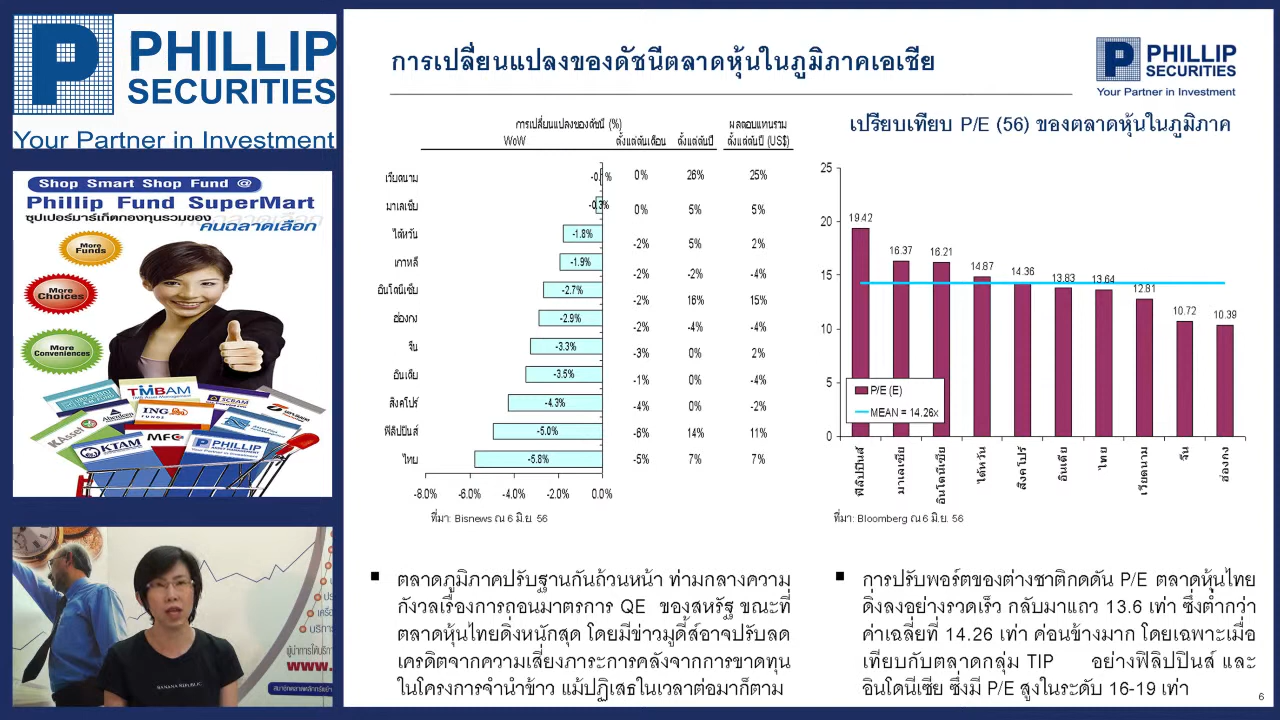 PHILLIP
SECURITIES
Your Partner in Investment
Shop Smart Shop Fund @
Phillip Fund SuperMart
ซุปเปอร์มาร์เก็ตกองทุนรวมของ
คนฉลาดเลือก
More
Funds
More
Choices
More
Conveniences
TMBAM
SCBAM
Aberdeen
ING
FUNDS
KAsset
KTAM
MFC
PHILLIP
BANANA REPUBLIC
www.
การเปลี่ยนแปลงของดัชนีตลาดหุ้นในภูมิภาคเอเชีย
PHILLIP
SECURITIES
Your Partner in Investment
การเปลี่ยนแปลงของดัชนี (%) ผลตอบแทนรวม
WoW ตั้งแต่ต้นเดือน ตั้งแต่ต้นปี ตั้งแต่ต้นปี (US$)
เวียดนาม 0% 26% 25%
มาเลเซีย -0.3% 0% 5% 5%
ไต้หวัน -1.8% -2% 5% 2%
เกาหลี -1.9% -2% -2% -4%
อินโดนีเซีย -2.7% -2% 16% 15%
ฮ่องกง -2.9% -2% -4% -4%
จีน -3.3% -3% 0% 2%
อินเดีย -3.5% -1% 0% -4%
สิงคโปร์ -4.3% -4% 0% -2%
ฟิลิปปินส์ -5.0% -6% 14% 11%
ไทย -5.8% -5% 7% 7%
-8.0% -6.0% -4.0% -2.0% 0.0%
ที่มา: Bisnews ณ 6 มิ.ย. 56
เปรียบเทียบ P/E (56) ของตลาดหุ้นในภูมิภาค
25
20
15
10
5
0
19.42 16.37 16.21 14.87 14.36 13.83 13.64 12.81 10.72 10.39
P/E (E)
MEAN = 14.26x
ฟิลิปปินส์ มาเลเซีย อินโดนีเซีย ไต้หวัน สิงคโปร์ อินเดีย ไทย เวียดนาม จีน ฮ่องกง
ที่มา: Bloomberg ณ 6 มิ.ย. 56
ตลาดภูมิภาคปรับฐานกันถ้วนหน้า ท่ามกลางความ
กังวลเรื่องการถอนมาตรการ QE ของสหรัฐ ขณะที่
ตลาดหุ้นไทยดิ่งหนักสุด โดยมีข่าวมูดี้ส์อาจปรับลด
เครดิตจากความเสี่ยงภาระการคลังจากการขาดทุน
ในโครงการจำนำข้าว แม้ปฏิเสธในเวลาต่อมาก็ตาม
การปรับพอร์ตของต่างชาติกดดัน P/E ตลาดหุ้นไทย
ดิ่งลงอย่างรวดเร็ว กลับมาแถว 13.6 เท่า ซึ่งต่ำกว่า
ค่าเฉลี่ยที่ 14.26 เท่า ค่อนข้างมาก โดยเฉพาะเมื่อ
เทียบกับตลาดกลุ่ม TIP อย่างฟิลิปปินส์ และ
อินโดนีเซีย ซึ่งมี P/E สูงในระดับ 16-19 เท่า
6